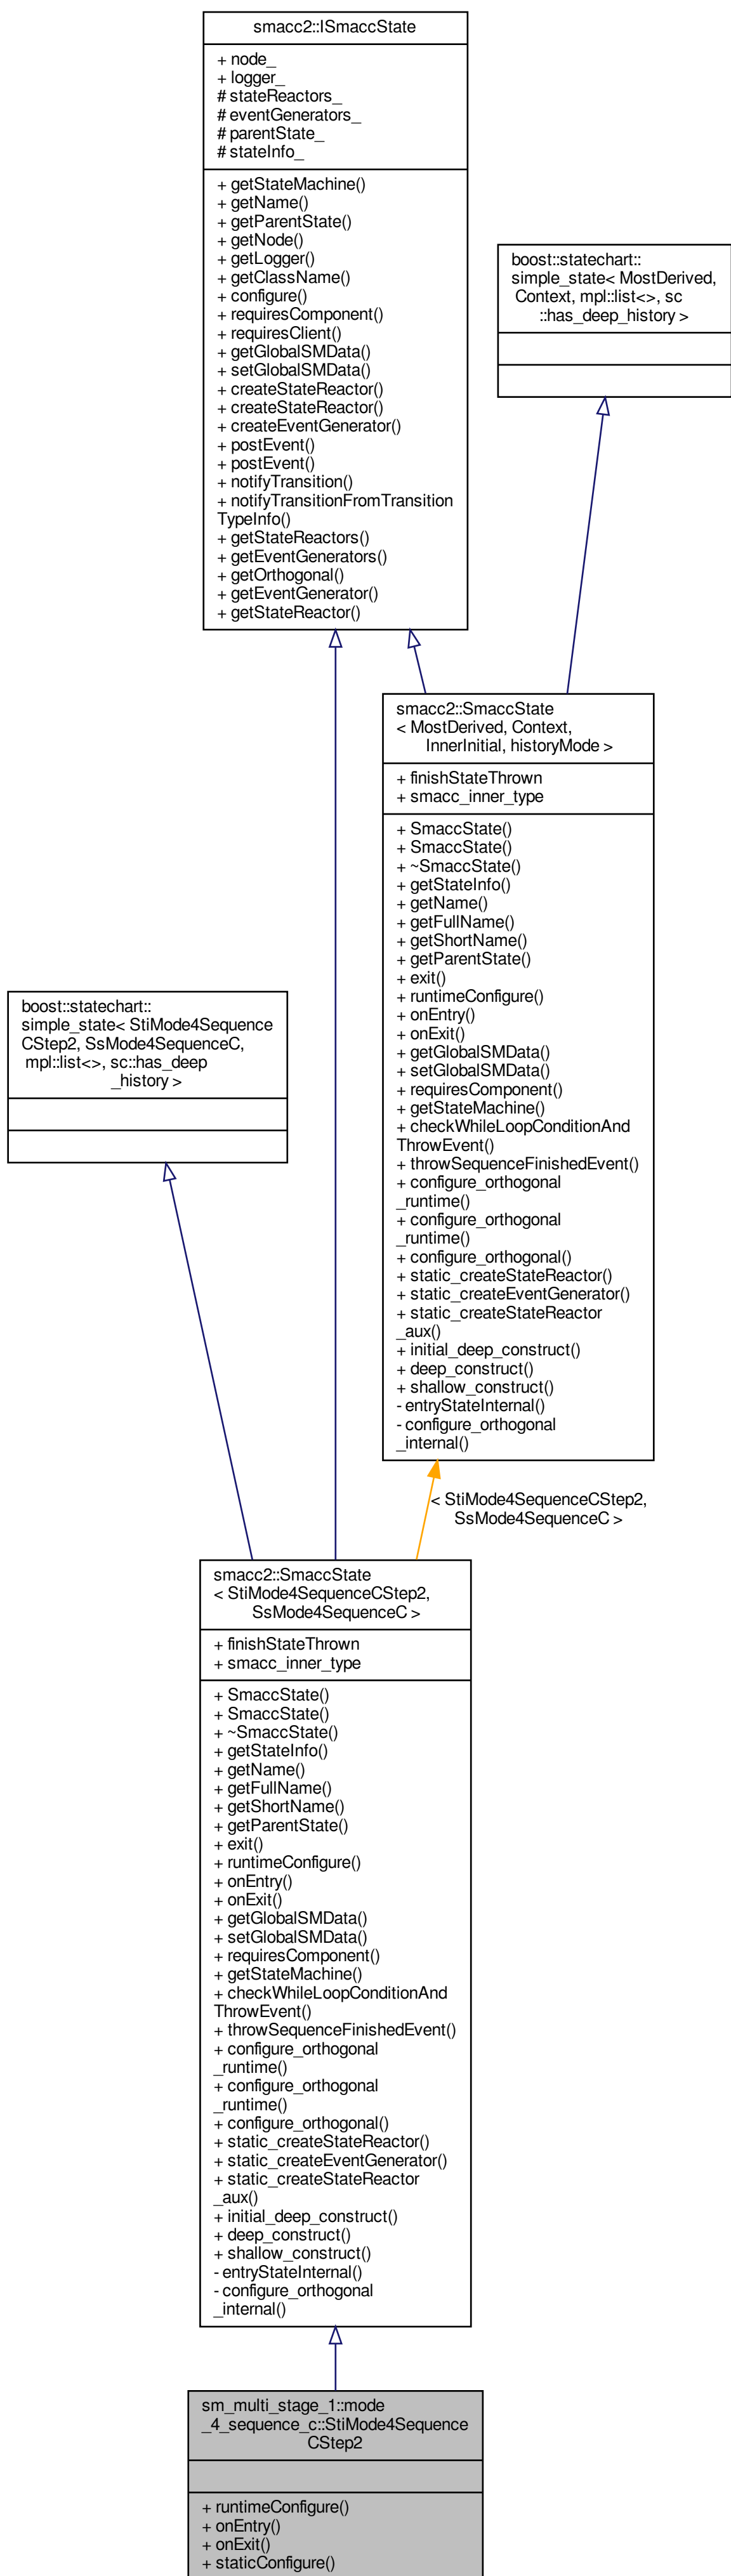 smacc2::ISmaccState
+ node_
+ logger_
# stateReactors_
# eventGenerators_
# parentState_
# stateInfo_
+ getStateMachine()
+ getName()
+ getParentState()
+ getNode()
+ getLogger()
+ getClassName()
+ configure()
+ requiresComponent()
+ requiresClient()
+ getGlobalSMData()
+ setGlobalSMData()
+ createStateReactor()
+ createStateReactor()
+ createEventGenerator()
+ postEvent()
+ postEvent()
+ notifyTransition()
+ notifyTransitionFromTransition
TypeInfo()
+ getStateReactors()
+ getEventGenerators()
+ getOrthogonal()
+ getEventGenerator()
+ getStateReactor()
boost::statechart::
simple_state< MostDerived,
Context, mpl::list<>, sc
::has_deep_history >
smacc2::SmaccState
< MostDerived, Context,
InnerInitial, historyMode >
+ finishStateThrown
+ smacc_inner_type
+ SmaccState()
+ SmaccState()
+ ~SmaccState()
+ getStateInfo()
+ getName()
+ getFullName()
+ getShortName()
+ getParentState()
+ exit()
+ runtimeConfigure()
+ onEntry()
+ onExit()
+ getGlobalSMData()
+ setGlobalSMData()
+ requiresComponent()
+ getStateMachine()
+ checkWhileLoopConditionAnd
ThrowEvent()
+ throwSequenceFinishedEvent()
+ configure_orthogonal
_runtime()
+ configure_orthogonal
_runtime()
+ configure_orthogonal()
+ static_createStateReactor()
+ static_createEventGenerator()
+ static_createStateReactor
_aux()
+ initial_deep_construct()
+ deep_construct()
+ shallow_construct()
- entryStateInternal()
- configure_orthogonal
_internal()
boost::statechart::
simple_state< StiMode4Sequence
CStep2, SsMode4SequenceC,
mpl::list<>, sc::has_deep
_history >
< StiMode4SequenceCStep2,
SsMode4SequenceC >
smacc2::SmaccState
< StiMode4SequenceCStep2,
SsMode4SequenceC >
+ finishStateThrown
+ smacc_inner_type
+ SmaccState()
+ SmaccState()
+ ~SmaccState()
+ getStateInfo()
+ getName()
+ getFullName()
+ getShortName()
+ getParentState()
+ exit()
+ runtimeConfigure()
+ onEntry()
+ onExit()
+ getGlobalSMData()
+ setGlobalSMData()
+ requiresComponent()
+ getStateMachine()
+ checkWhileLoopConditionAnd
ThrowEvent()
+ throwSequenceFinishedEvent()
+ configure_orthogonal
_runtime()
+ configure_orthogonal
_runtime()
+ configure_orthogonal()
+ static_createStateReactor()
+ static_createEventGenerator()
+ static_createStateReactor
_aux()
+ initial_deep_construct()
+ deep_construct()
+ shallow_construct()
- entryStateInternal()
- configure_orthogonal
_internal()
sm_multi_stage_1::mode
_4_sequence_c::StiMode4Sequence
CStep2
+ runtimeConfigure()
+ onEntry()
+ onExit()
+ staticConfigure()